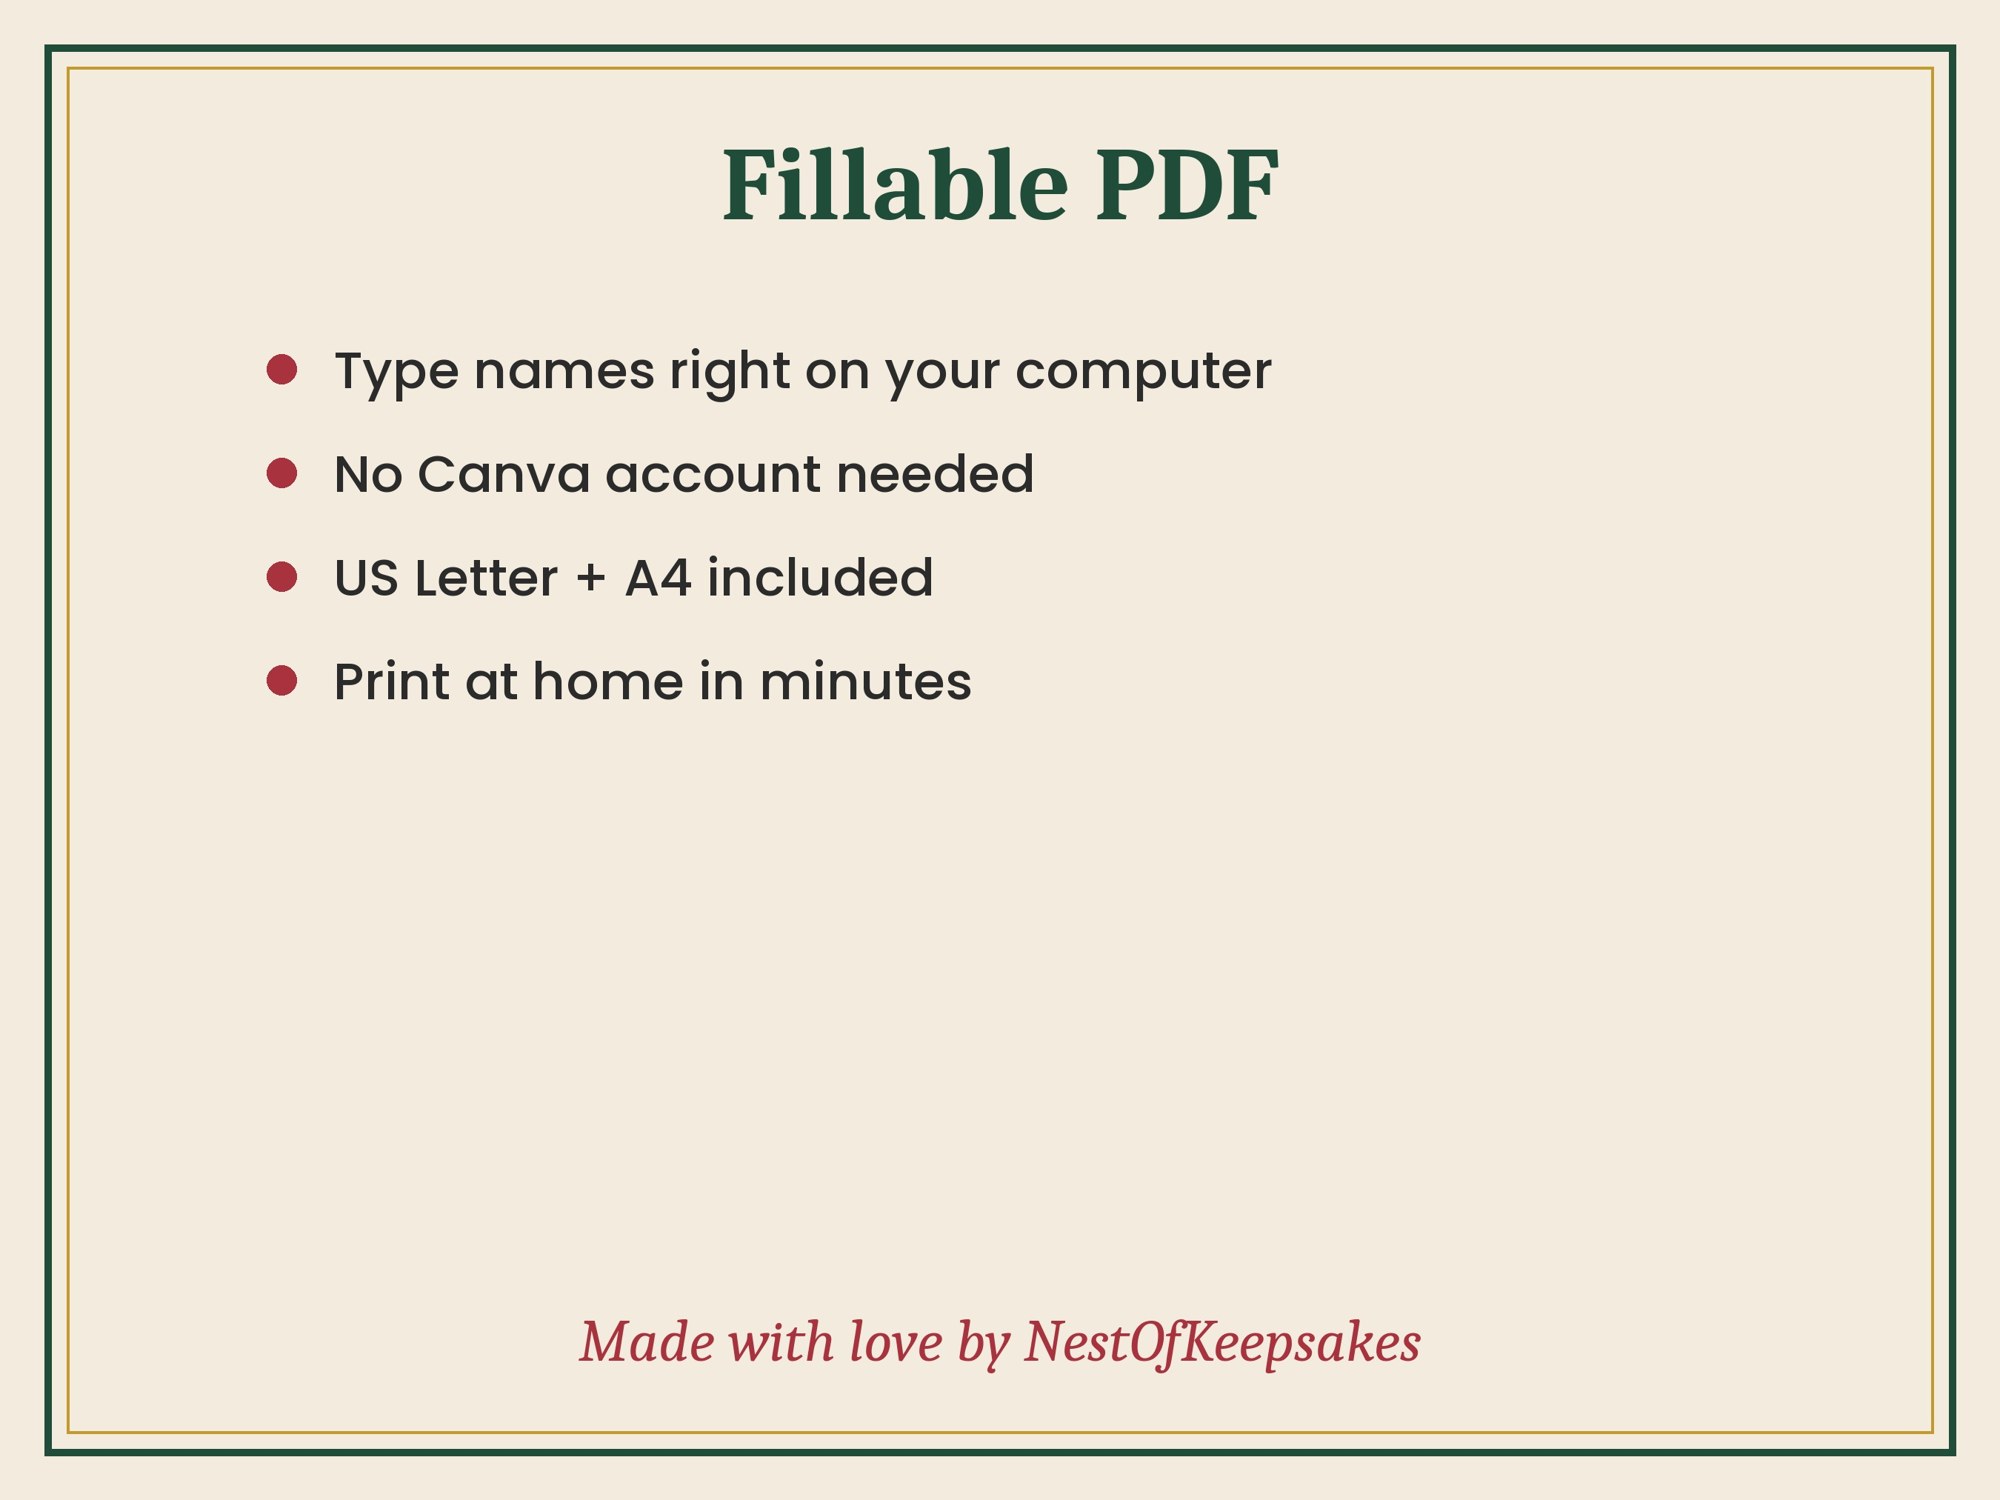 Fillable PDF
Type names right on your computer
No Canva account needed
US Letter + A4 included
Print at home in minutes
Made with love by NestOfKeepsakes